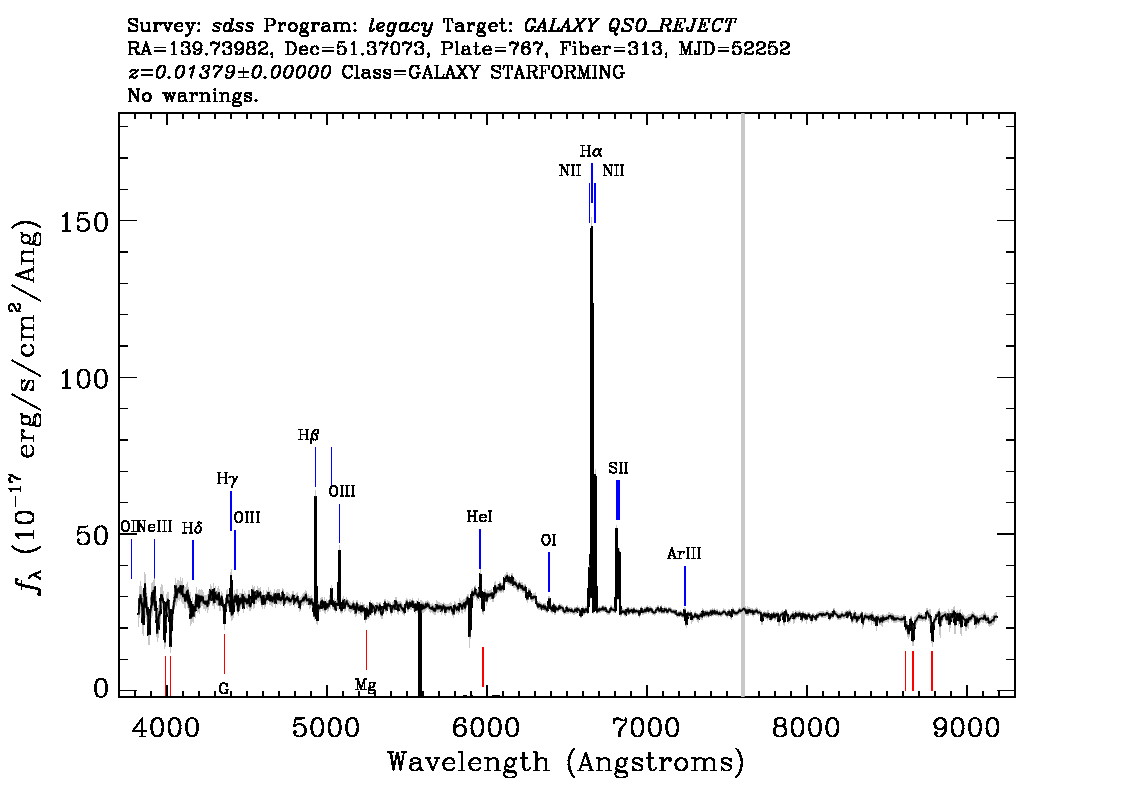 Survey: sdss Program: legacy Target: GALAXY QSO_REJECT
RA=139.73982, Dec=51.37073, Plate=767, Fiber=313, MJD=52252
z=0.01379±0.00000 Class=GALAXY STARFORMING
No warnings.
Hα
NII NII
150
100
Hβ
SII
Hγ
OIII
OIII
HeI
OII NeIII Hδ
50
OI
ArIII
G
Mg
0
4000 5000 6000 7000 8000 9000
Wavelength (Angstroms)
f_λ (10⁻¹⁷ erg/s/cm²/Ang)